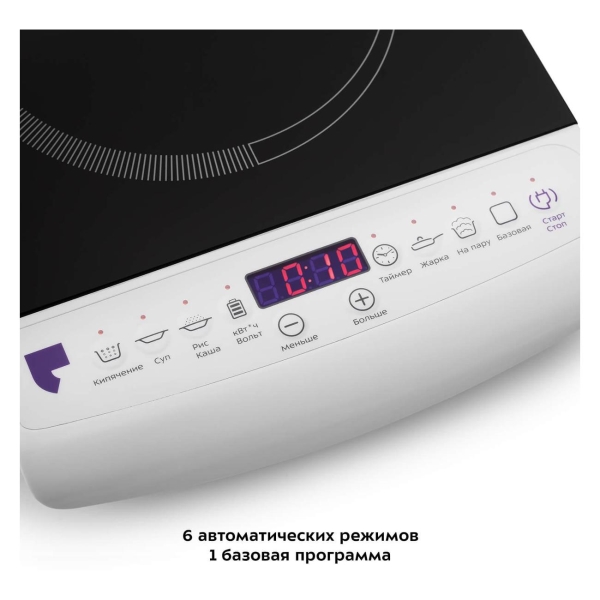 0:10
Кипячение
Суп
Рис
Каша
кВт*ч
Вольт
Меньше
Больше
Таймер
Жарка
На пару
Базовая
Старт
Стоп
6 автоматических режимов
1 базовая программа